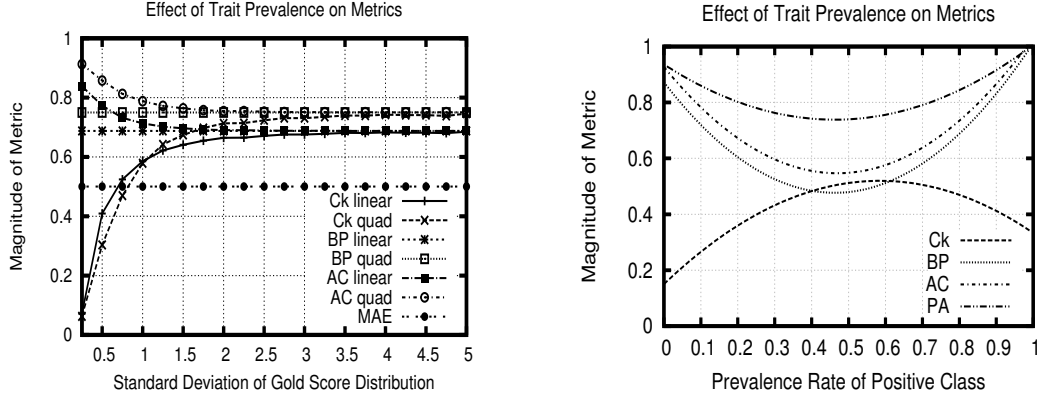 Effect of Trait Prevalence on Metrics
Magnitude of Metric
1
0.8
0.6
0.4
0.2
0
0.5 1 1.5 2 2.5 3 3.5 4 4.5 5
Standard Deviation of Gold Score Distribution
Ck linear
Ck quad
BP linear
BP quad
AC linear
AC quad
MAE
Effect of Trait Prevalence on Metrics
Magnitude of Metric
1
0.8
0.6
0.4
0.2
0
0 0.1 0.2 0.3 0.4 0.5 0.6 0.7 0.8 0.9 1
Prevalence Rate of Positive Class
Ck
BP
AC
PA